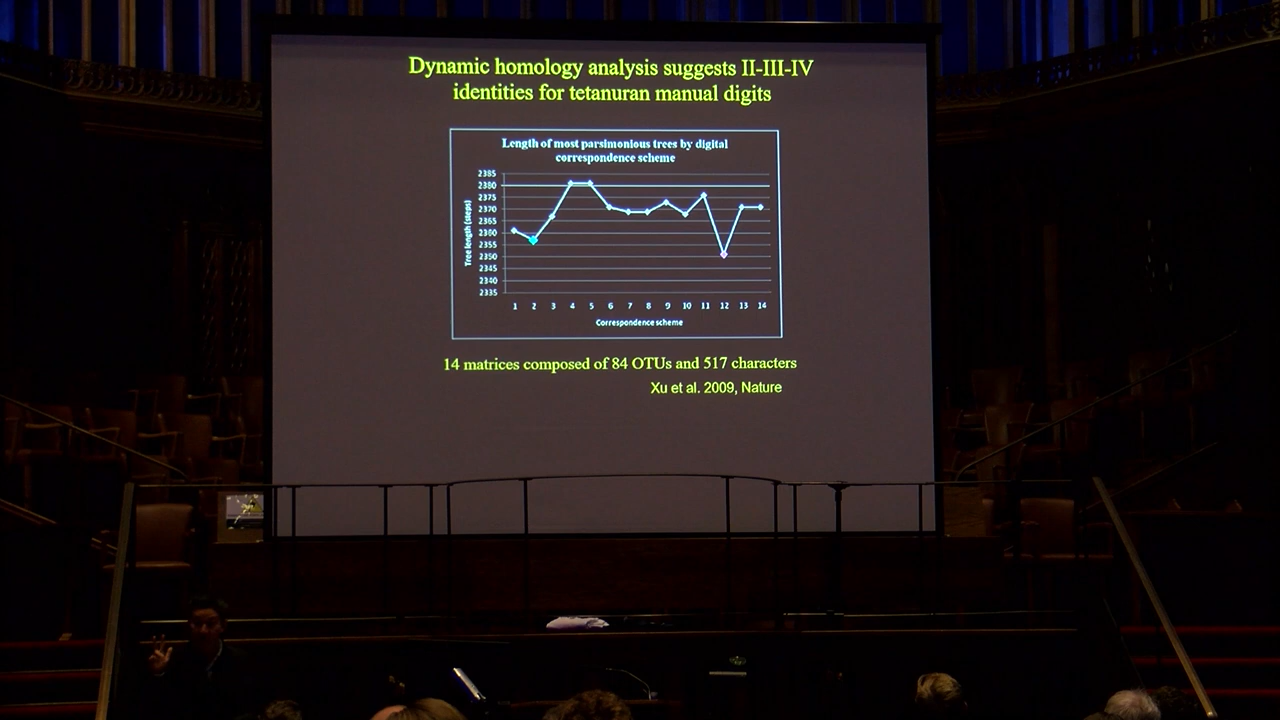 Dynamic homology analysis suggests II-III-IV
identities for tetanuran manual digits
Length of most parsimonious trees by digital
correspondence scheme
Tree length (steps)
2385
2380
2375
2370
2365
2360
2355
2350
2345
2340
2335
1 2 3 4 5 6 7 8 9 10 11 12 13 14
Correspondence scheme
14 matrices composed of 84 OTUs and 517 characters
Xu et al. 2009, Nature